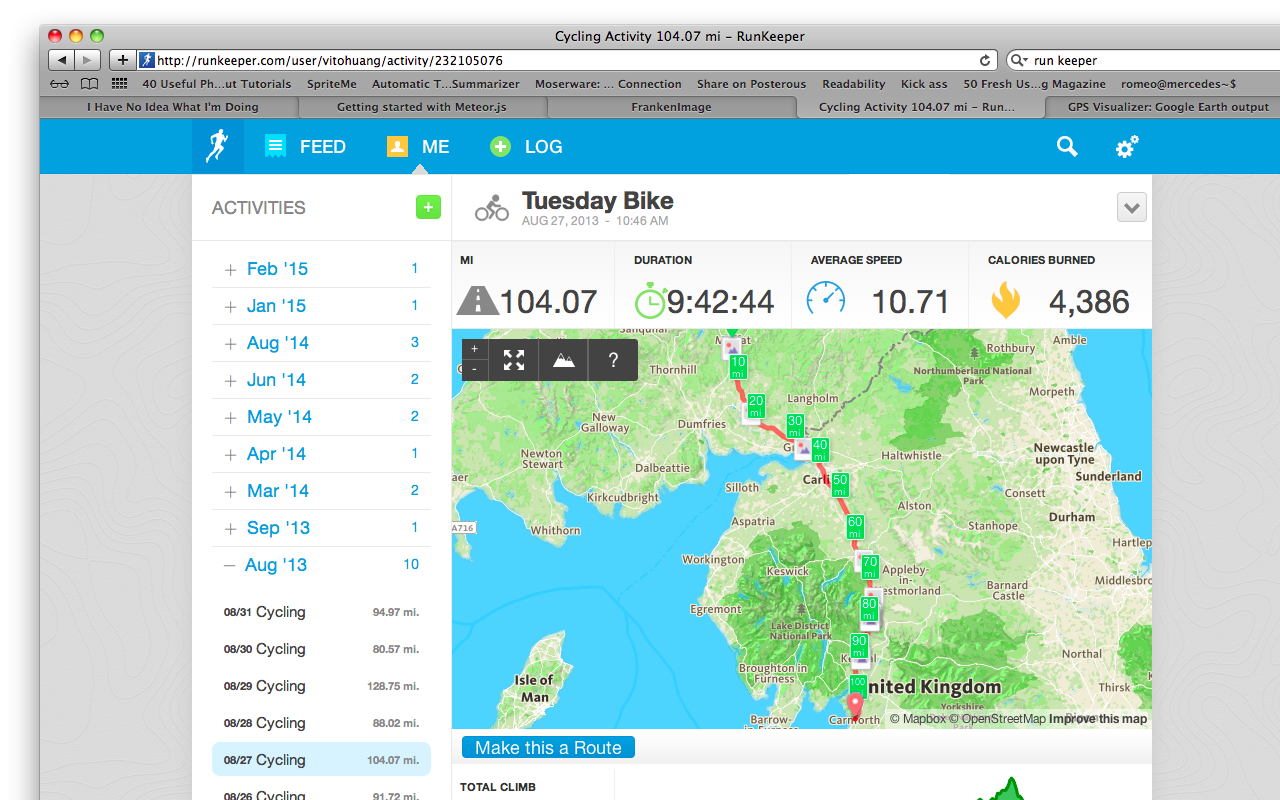 Cycling Activity 104.07 mi – RunKeeper
http://runkeeper.com/user/vitohuang/activity/232105076
run keeper
40 Useful Ph...ut Tutorials SpriteMe Automatic T...Summarizer Moserware: ... Connection Share on Posterous Readability Kick ass 50 Fresh Us...g Magazine romeo@mercedes~$
I Have No Idea What I'm Doing Getting started with Meteor.js FrankenImage Cycling Activity 104.07 mi – Run... GPS Visualizer: Google Earth output
FEED ME LOG
ACTIVITIES +
Feb '15 1
Jan '15 1
Aug '14 3
Jun '14 2
May '14 2
Apr '14 1
Mar '14 2
Sep '13 1
Aug '13 10
08/31 Cycling 94.97 mi.
08/30 Cycling 80.57 mi.
08/29 Cycling 128.75 mi.
08/28 Cycling 88.02 mi.
08/27 Cycling 104.07 mi.
08/26 Cycling 91.72 mi.
Tuesday Bike
AUG 27, 2013 - 10:46 AM
MI DURATION AVERAGE SPEED CALORIES BURNED
104.07 9:42:44 10.71 4,386
+
-
?
Sanquhar
Thornhill
10 mi
Rothbury
Amble
Northumberland National
Park
Morpeth
Langholm
20 mi
New
Galloway
Dumfries
30 mi
40 mi
Newton
Stewart
Dalbeattie
Haltwhistle
Newcastle
upon Tyne
Sunderland
Kirkcudbright
Silloth
50 mi
Alston
Consett
A716
Whithorn
Aspatria
60 mi
Stanhope
Durham
Workington
Keswick
70 mi
Appleby-
in-
Hartlep
Middlesbro
Barnard
Castle
Egremont
80 mi
Lake District
National Park
90 mi
Northal
Isle of
Man
Broughton in
Furness
100
nited Kingdom
Thirsk
Yorkshire
Barrow-
in-Furness
Carnforth
© Mapbox © OpenStreetMap Improve this map
Make this a Route
TOTAL CLIMB